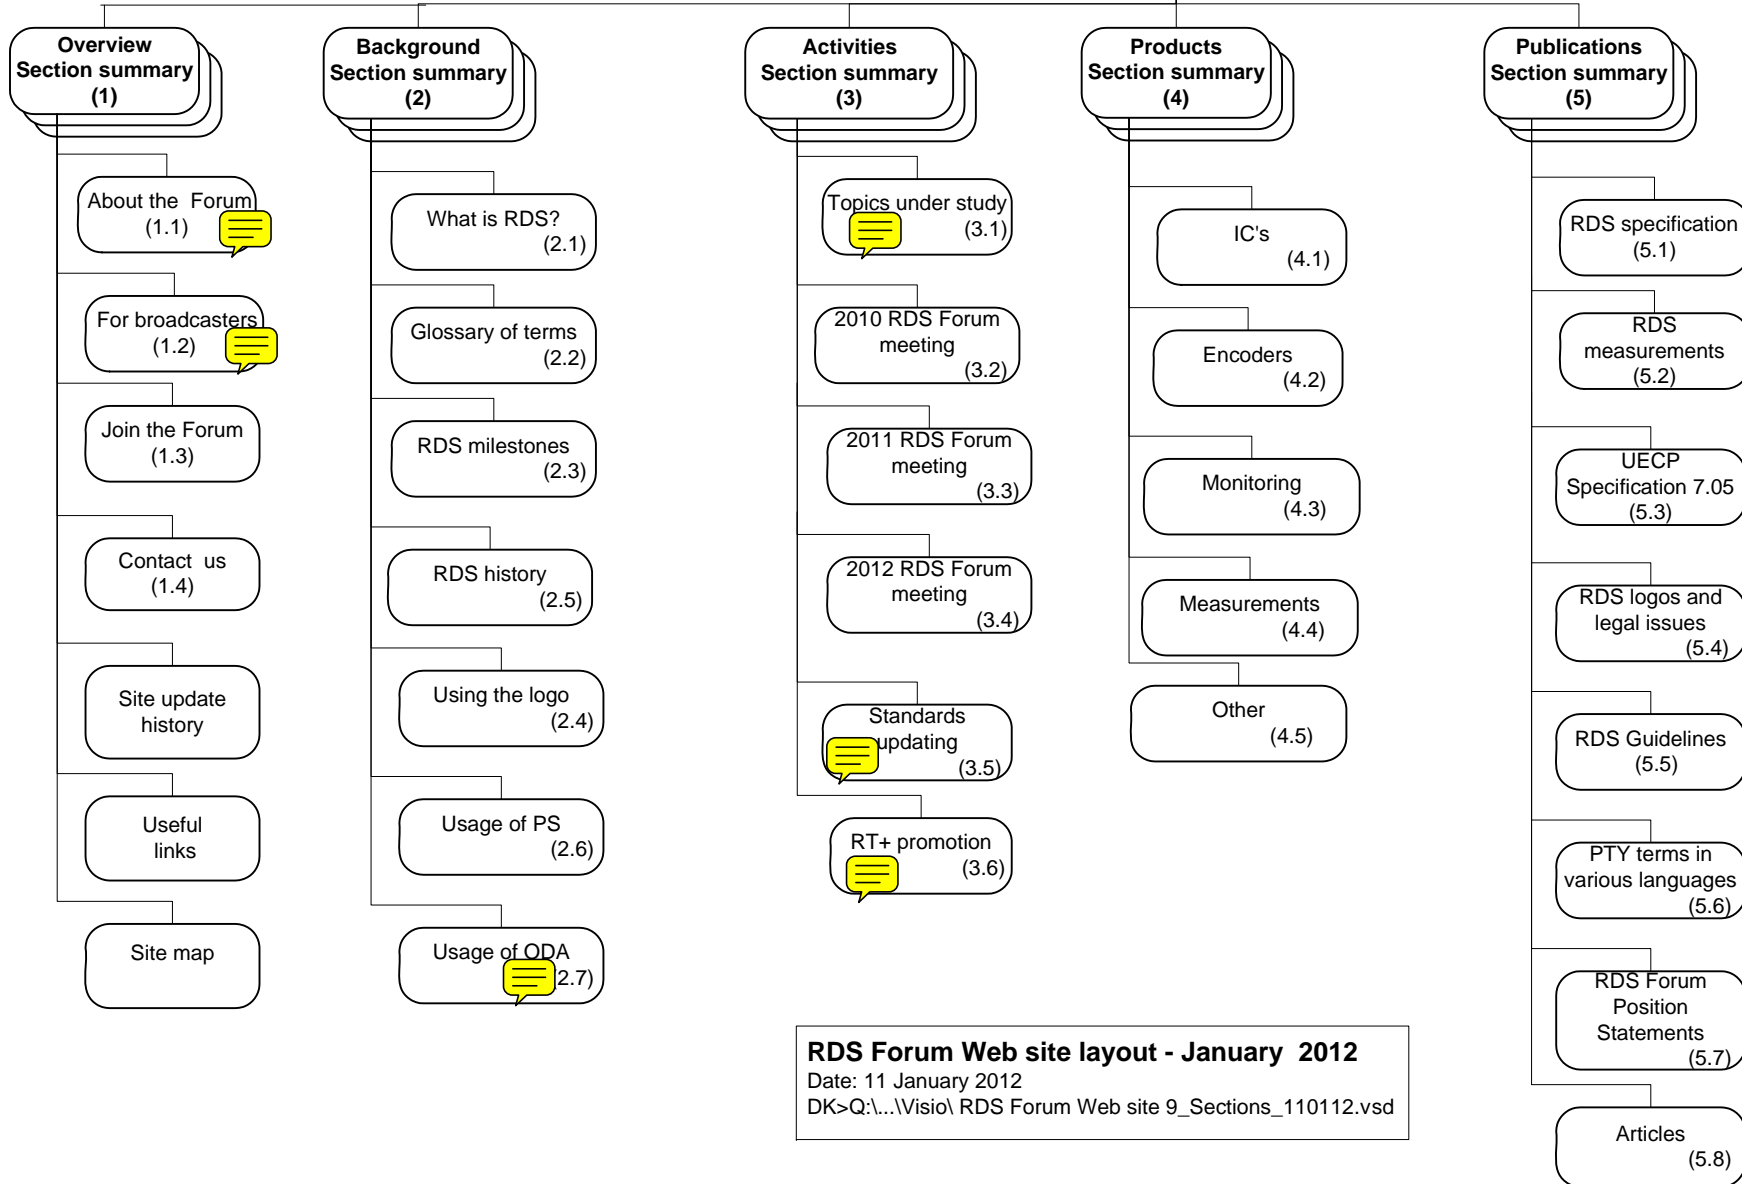 Overview
Section summary
(1)
About the  Forum
(1.1)
For broadcasters
(1.2)
Join the Forum
(1.3)
Contact  us
(1.4)
Site update
history
Useful
links
Site map
Background
Section summary
(2)
What is RDS?
(2.1)
Glossary of terms
(2.2)
RDS milestones
(2.3)
RDS history
(2.5)
Using the logo
(2.4)
Usage of PS
(2.6)
Usage of ODA
(2.7)
Activities
Section summary
(3)
Topics under study
(3.1)
2010 RDS Forum
meeting
(3.2)
2011 RDS Forum
meeting
(3.3)
2012 RDS Forum
meeting
(3.4)
Standards
updating
(3.5)
RT+ promotion
(3.6)
Products
Section summary
(4)
IC's
(4.1)
Encoders
(4.2)
Monitoring
(4.3)
Measurements
(4.4)
Other
(4.5)
Publications
Section summary
(5)
RDS specification
(5.1)
RDS
measurements
(5.2)
UECP
Specification 7.05
(5.3)
RDS logos and
legal issues
(5.4)
RDS Guidelines
(5.5)
PTY terms in
various languages
(5.6)
RDS Forum
Position
Statements
(5.7)
Articles
(5.8)
RDS Forum Web site layout - January  2012
Date: 11 January 2012
DK>Q:\...\Visio\ RDS Forum Web site 9_Sections_110112.vsd